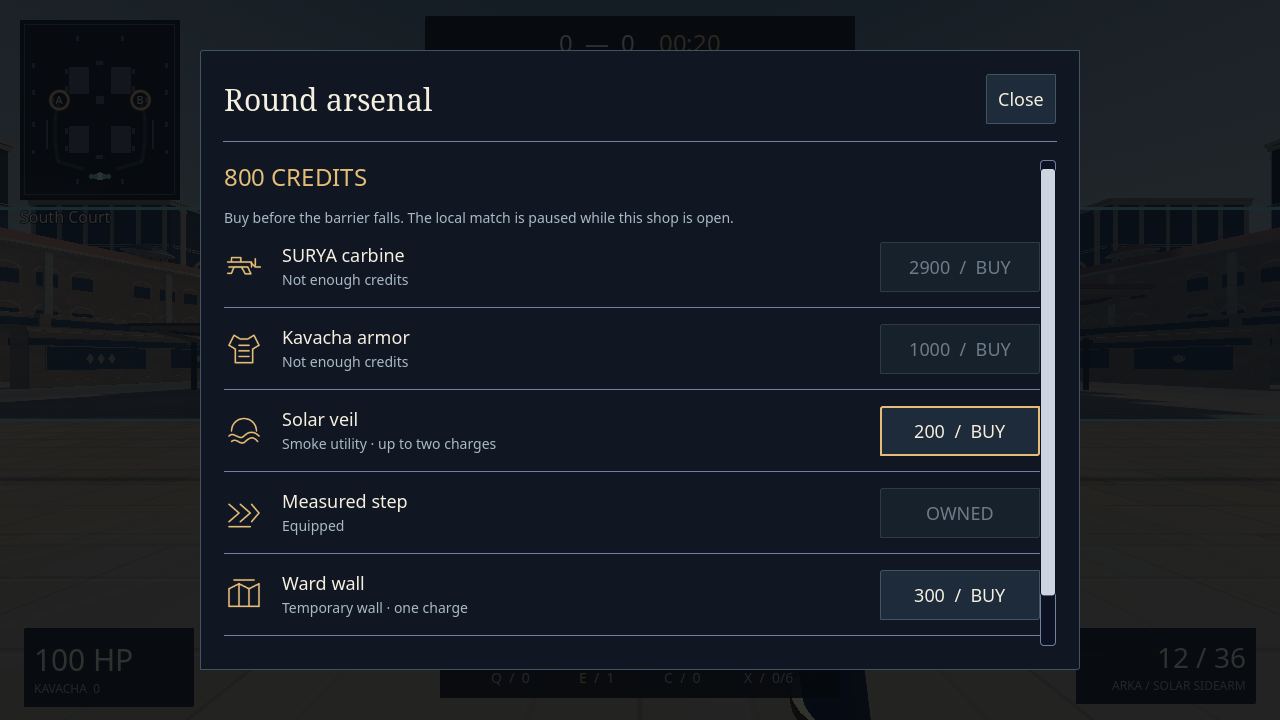 0 — 0 00:20
A
B
South Court
Round arsenal
Close
800 CREDITS
Buy before the barrier falls. The local match is paused while this shop is open.
SURYA carbine
Not enough credits
2900 / BUY
Kavacha armor
Not enough credits
1000 / BUY
Solar veil
Smoke utility · up to two charges
200 / BUY
Measured step
Equipped
OWNED
Ward wall
Temporary wall · one charge
300 / BUY
100 HP
KAVACHA 0
Q / 0 E / 1 C / 0 X / 0/6
12 / 36
ARKA / SOLAR SIDEARM